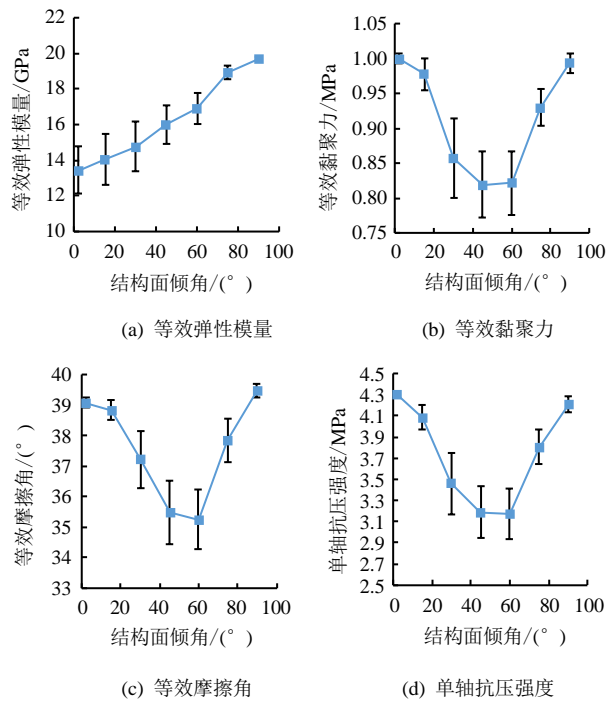 等效弹性模量/GPa
22
20
18
16
14
12
10
0 20 40 60 80 100
结构面倾角/(°)
(a) 等效弹性模量
等效黏聚力/MPa
1.05
1.00
0.95
0.90
0.85
0.80
0.75
0 20 40 60 80 100
结构面倾角/(°)
(b) 等效黏聚力
等效摩擦角/(°)
40
39
38
37
36
35
34
33
0 20 40 60 80 100
结构面倾角/(°)
(c) 等效摩擦角
单轴抗压强度/MPa
4.5
4.3
4.1
3.9
3.7
3.5
3.3
3.1
2.9
2.7
2.5
0 20 40 60 80 100
结构面倾角/(°)
(d) 单轴抗压强度